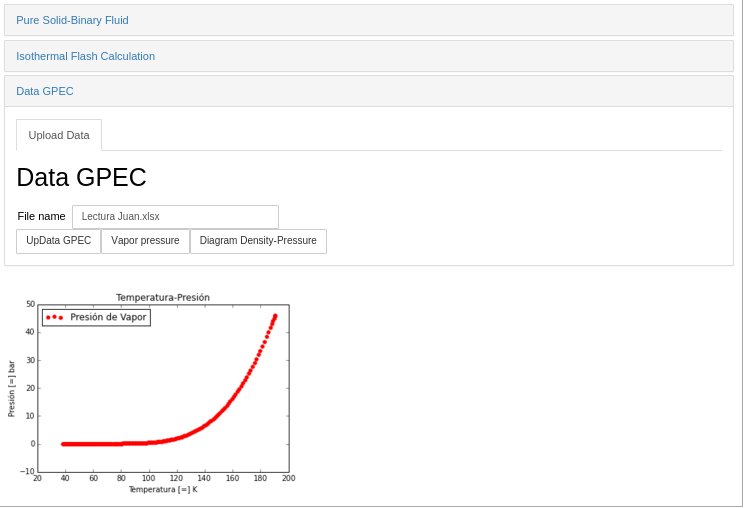 Pure Solid-Binary Fluid
Isothermal Flash Calculation
Data GPEC
Upload Data
Data GPEC
File name Lectura Juan.xlsx
UpData GPEC Vapor pressure Diagram Density-Pressure
Temperatura-Presión
Presión de Vapor
Presión [=] bar
50
40
30
20
10
0
−10
20 40 60 80 100 120 140 160 180 200
Temperatura [=] K